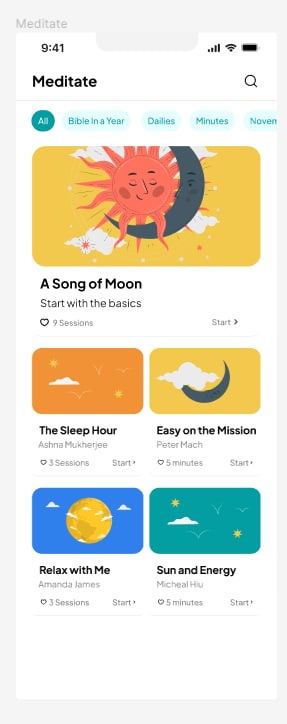 Meditate
9:41
Meditate
All
Bible In a Year
Dailies
Minutes
Novem
A Song of Moon
Start with the basics
9 Sessions
Start
The Sleep Hour
Ashna Mukherjee
3 Sessions
Start
Easy on the Mission
Peter Mach
5 minutes
Start
Relax with Me
Amanda James
3 Sessions
Start
Sun and Energy
Micheal Hiu
5 minutes
Start